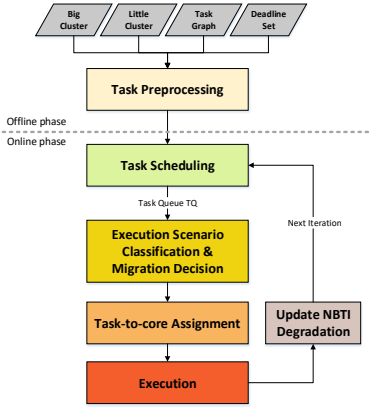 Big
Cluster
Little
Cluster
Task
Graph
Deadline
Set
Task Preprocessing
Offline phase
Online phase
Task Scheduling
Task Queue TQ
Next Iteration
Execution Scenario
Classification &
Migration Decision
Task-to-core Assignment
Update NBTI
Degradation
Execution